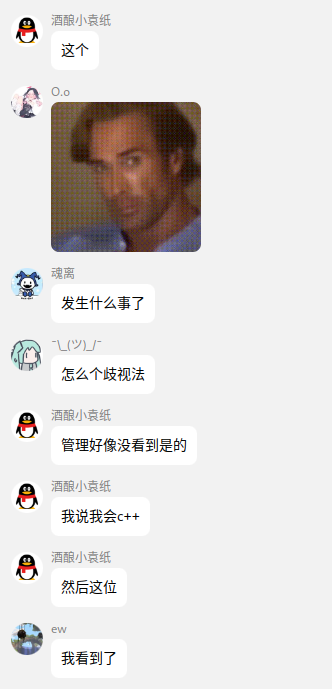 酒酿小袁纸
这个
O.o
魂离
发生什么事了
ˉ\_(ツ)_/ˉ
怎么个歧视法
酒酿小袁纸
管理好像没看到是的
酒酿小袁纸
我说我会c++
酒酿小袁纸
然后这位
ew
我看到了